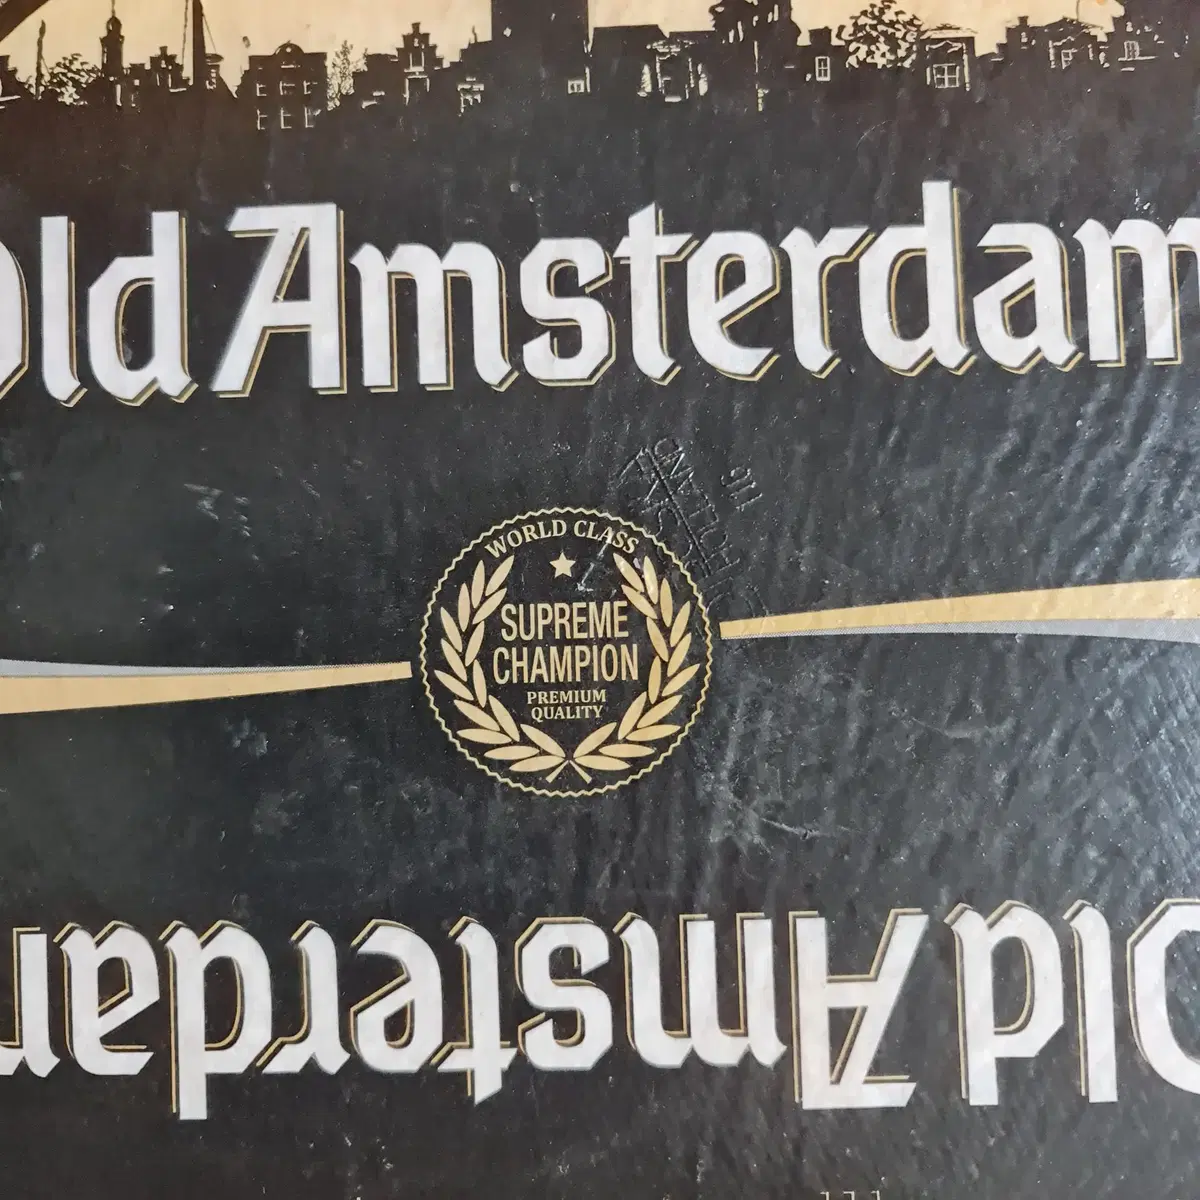 Old Amsterdam
WORLD CLASS
SUPREME
CHAMPION
PREMIUM
QUALITY
Old Amsterdam